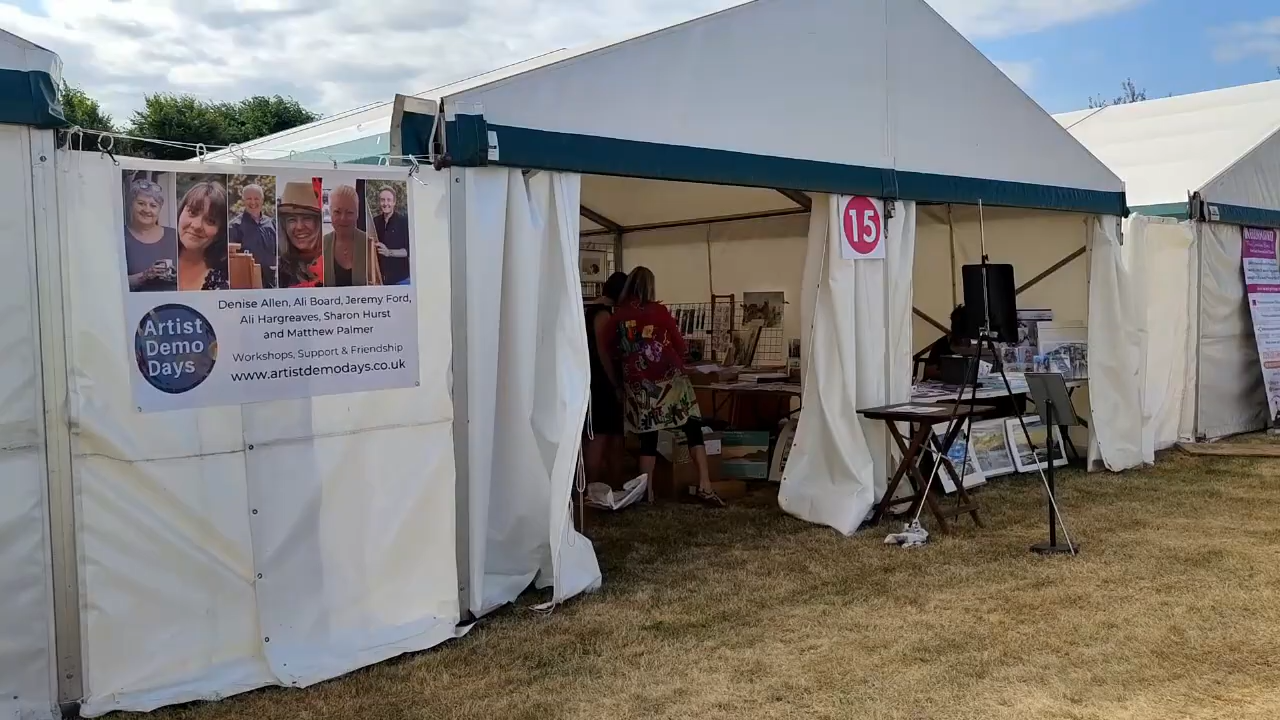 Denise Allen, Ali Board, Jeremy Ford,
Ali Hargreaves, Sharon Hurst
and Matthew Palmer
Artist
Demo
Days
Workshops, Support & Friendship
www.artistdemodays.co.uk
15